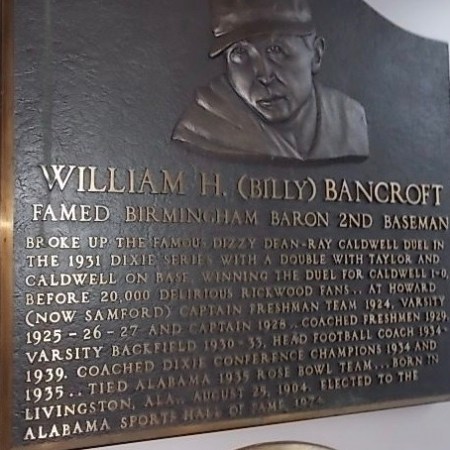 WILLIAM H. (BILLY) BANCROFT
FAMED BIRMINGHAM BARON 2ND BASEMAN
BROKE UP THE FAMOUS DIZZY DEAN-RAY CALDWELL DUEL IN
THE 1931 DIXIE SERIES WITH A DOUBLE WITH TAYLOR AND
CALDWELL ON BASE, WINNING THE DUEL FOR CALDWELL 1-0,
BEFORE 20,000 DELIRIOUS RICKWOOD FANS.. AT HOWARD
(NOW SAMFORD) CAPTAIN FRESHMAN TEAM 1924, VARSITY
1925-26-27 AND CAPTAIN 1928.. COACHED FRESHMEN 1929,
VARSITY BACKFIELD 1930-33, HEAD FOOTBALL COACH 1934-
1939. COACHED DIXIE CONFERENCE CHAMPIONS 1934 AND
1935.. TIED ALABAMA 1935 ROSE BOWL TEAM... BORN IN
LIVINGSTON, ALA., AUGUST 25, 1904. ELECTED TO THE
ALABAMA SPORTS HALL OF FAME